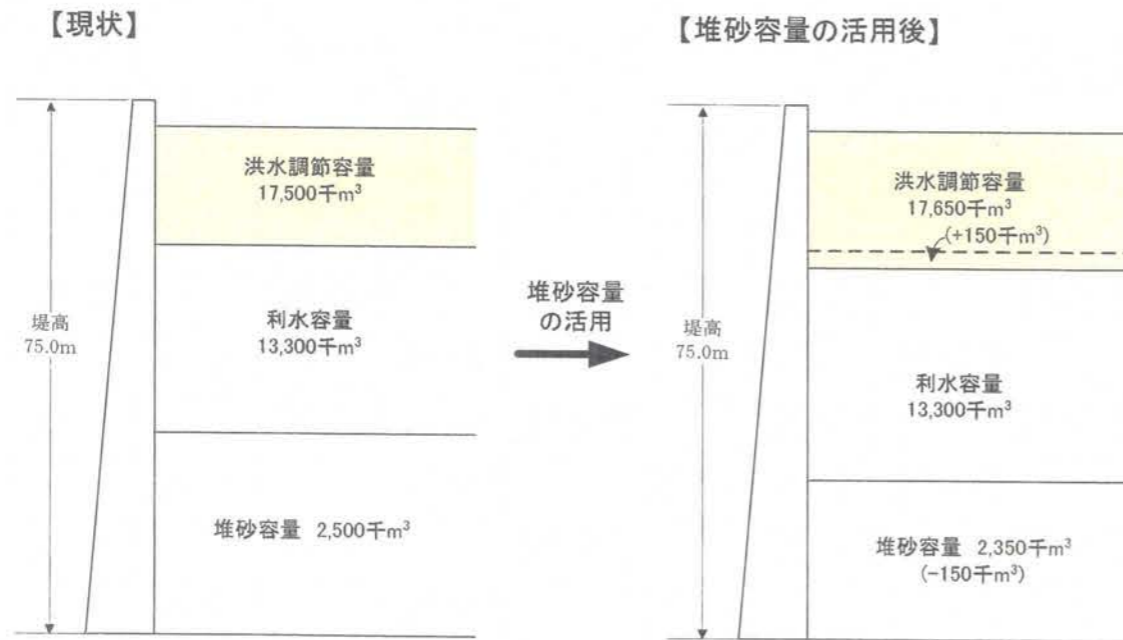 【現状】
堤高
75.0m
洪水調節容量
17,500千m³
利水容量
13,300千m³
堆砂容量 2,500千m³
堆砂容量
の活用
【堆砂容量の活用後】
堤高
75.0m
洪水調節容量
17,650千m³
(+150千m³)
利水容量
13,300千m³
堆砂容量 2,350千m³
(-150千m³)